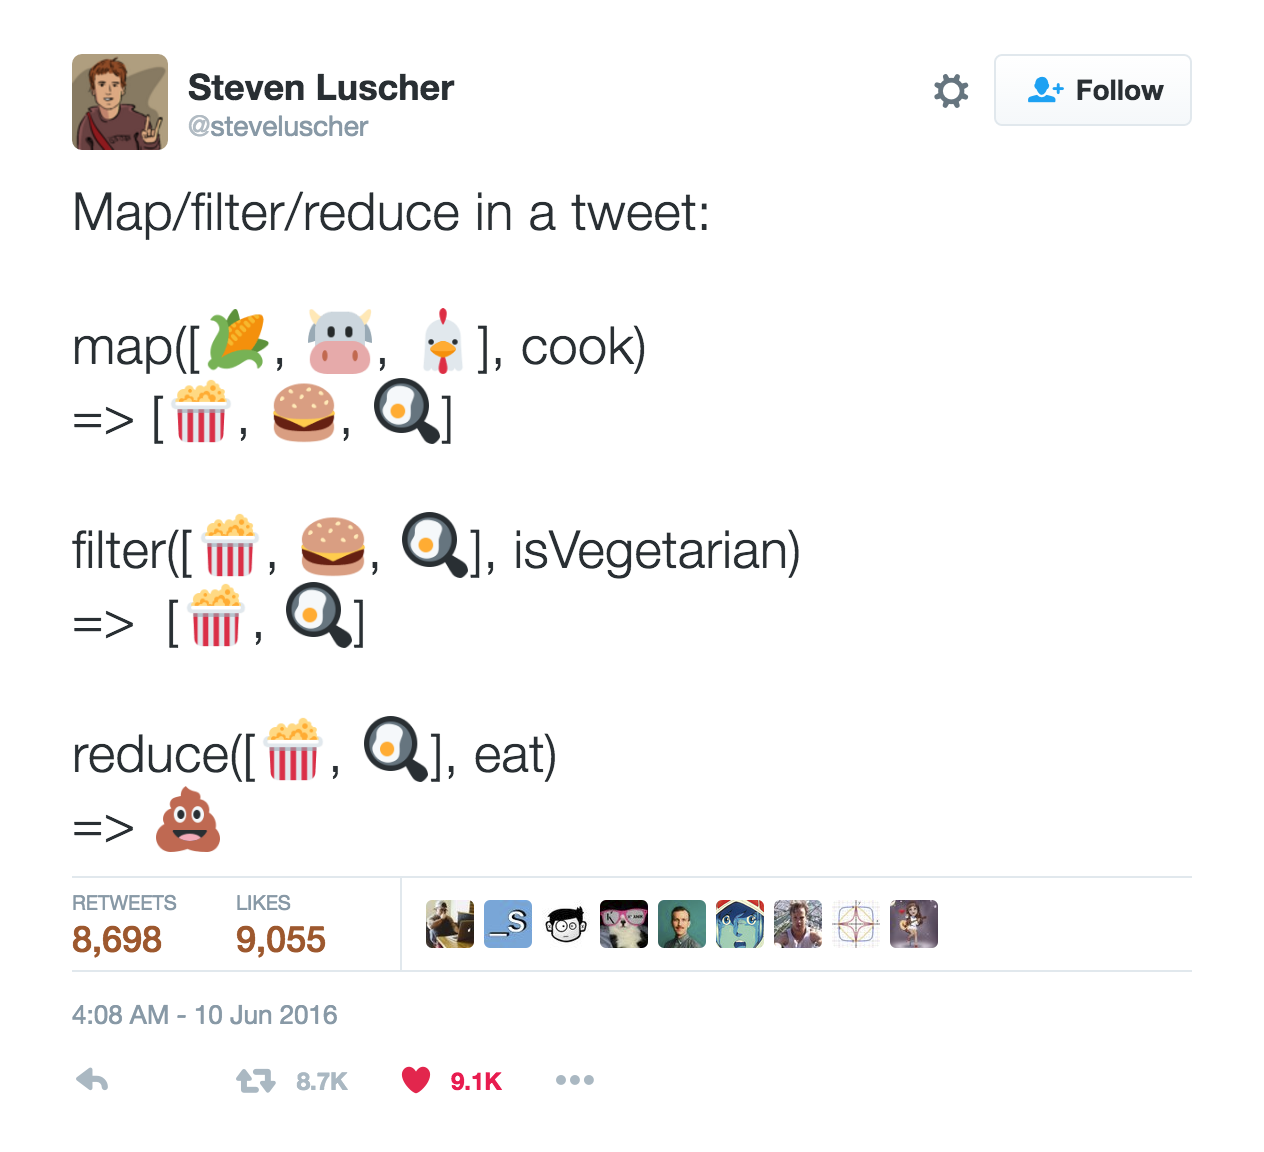 Steven Luscher
@steveluscher
Follow
Map/filter/reduce in a tweet:
map([🌽, 🐮, 🐔], cook)
=> [🍿, 🍔, 🍳]
filter([🍿, 🍔, 🍳], isVegetarian)
=> [🍿, 🍳]
reduce([🍿, 🍳], eat)
=> 💩
RETWEETS
8,698
LIKES
9,055
_S
4:08 AM - 10 Jun 2016
8.7K
9.1K